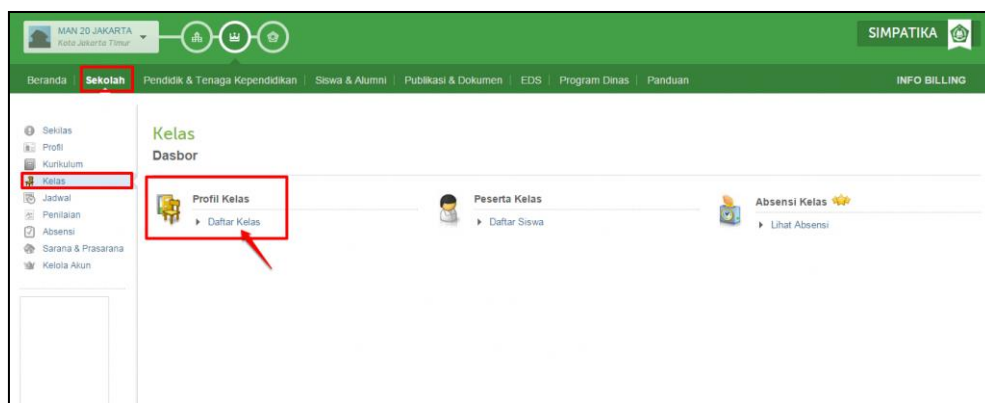 MAN 20 JAKARTA
Kota Jakarta Timur
SIMPATIKA
Beranda | Sekolah Pendidik & Tenaga Kependidikan | Siswa & Alumni | Publikasi & Dokumen | EDS | Program Dinas | Panduan INFO BILLING
Sekilas
Profil
Kurikulum
Kelas
Jadwal
Penilaian
Absensi
Sarana & Prasarana
Kelola Akun
Kelas
Dasbor
Profil Kelas
Daftar Kelas
Peserta Kelas
Daftar Siswa
Absensi Kelas
Lihat Absensi